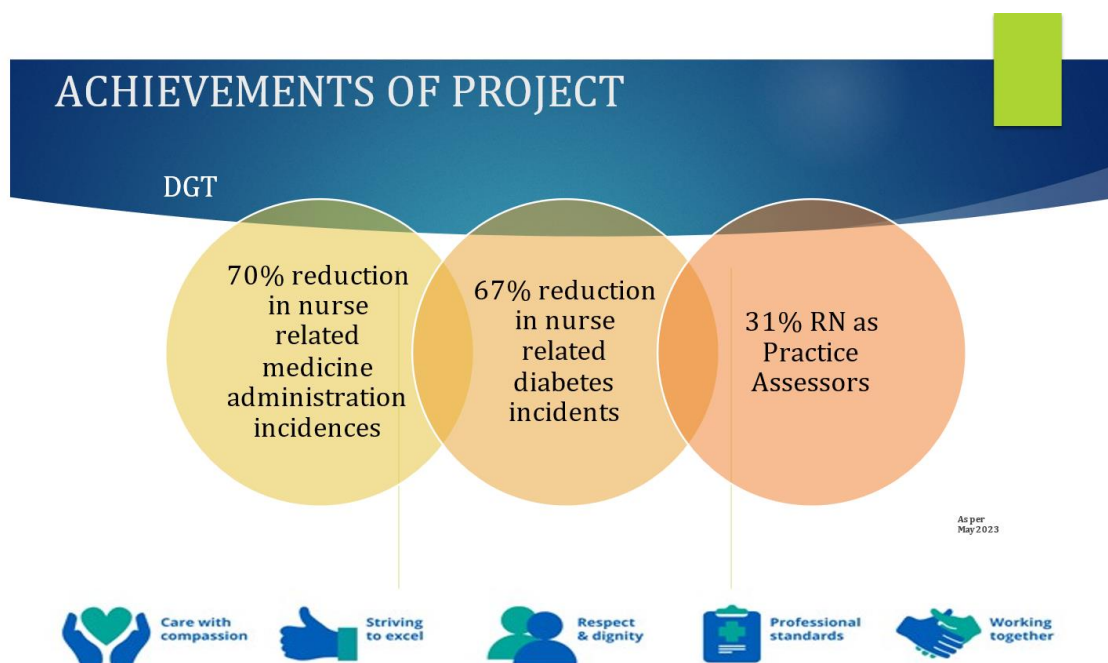 ACHIEVEMENTS OF PROJECT
DGT
70% reduction
in nurse
related
medicine
administration
incidences
67% reduction
in nurse
related
diabetes
incidents
31% RN as
Practice
Assessors
As per
May 2023
Care with
compassion
Striving
to excel
Respect
& dignity
Professional
standards
Working
together